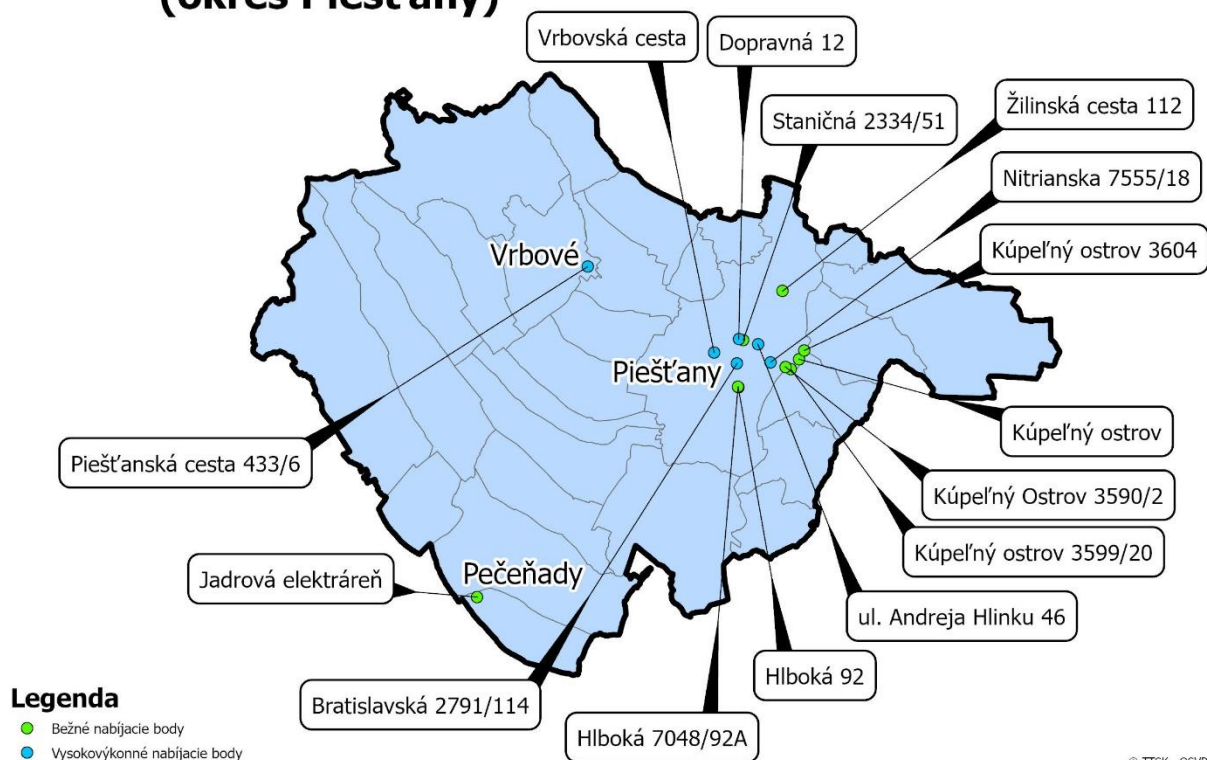 (okres Piešťany)
Vrbovská cesta
Dopravná 12
Staničná 2334/51
Žilinská cesta 112
Nitrianska 7555/18
Kúpeľný ostrov 3604
Vrbové
Piešťany
Kúpeľný ostrov
Piešťanská cesta 433/6
Kúpeľný Ostrov 3590/2
Kúpeľný ostrov 3599/20
Jadrová elektráreň
Pečeňady
ul. Andreja Hlinku 46
Hlboká 92
Bratislavská 2791/114
Hlboká 7048/92A
Legenda
Bežné nabíjacie body
Vysokovýkonné nabíjacie body